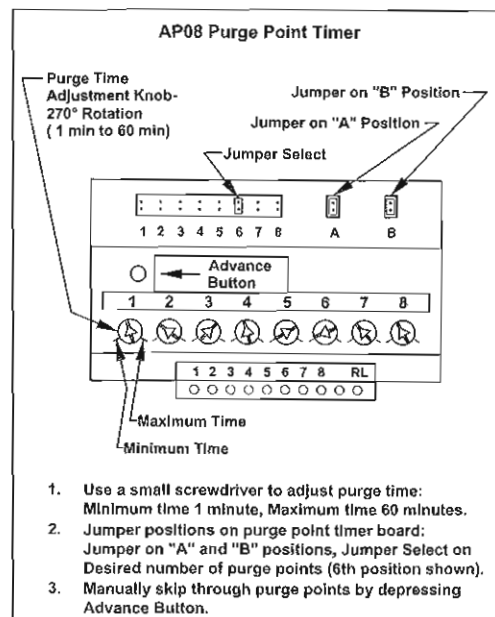 AP08 Purge Point Timer
Purge Time
Adjustment Knob-
270° Rotation
( 1 min to 60 min)
Jumper on "B" Position
Jumper on "A" Position
Jumper Select
1 2 3 4 5 6 7 8 A B
Advance
Button
1 2 3 4 5 6 7 8
1 2 3 4 5 6 7 8 RL
Maximum Time
Minimum Time
1. Use a small screwdriver to adjust purge time:
Minimum time 1 minute, Maximum time 60 minutes.
2. Jumper positions on purge point timer board:
Jumper on "A" and "B" positions, Jumper Select on
Desired number of purge points (6th position shown).
3. Manually skip through purge points by depressing
Advance Button.